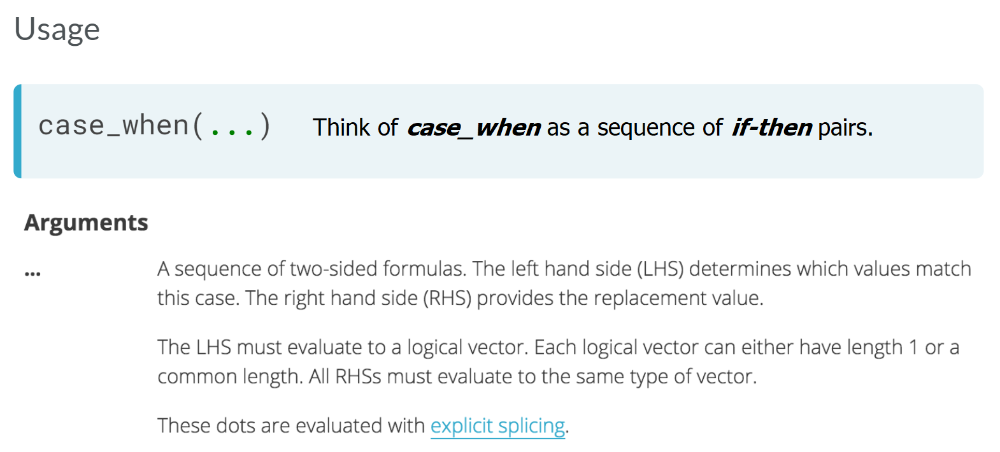 Usage
case_when(...) Think of case_when as a sequence of if-then pairs.
Arguments
... A sequence of two-sided formulas. The left hand side (LHS) determines which values match
this case. The right hand side (RHS) provides the replacement value.
The LHS must evaluate to a logical vector. Each logical vector can either have length 1 or a
common length. All RHSs must evaluate to the same type of vector.
These dots are evaluated with explicit splicing.